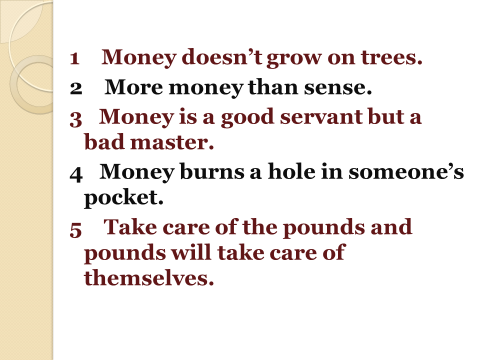 1 Money doesn't grow on trees.
2 More money than sense.
3 Money is a good servant but a
bad master.
4 Money burns a hole in someone's
pocket.
5 Take care of the pounds and
pounds will take care of
themselves.